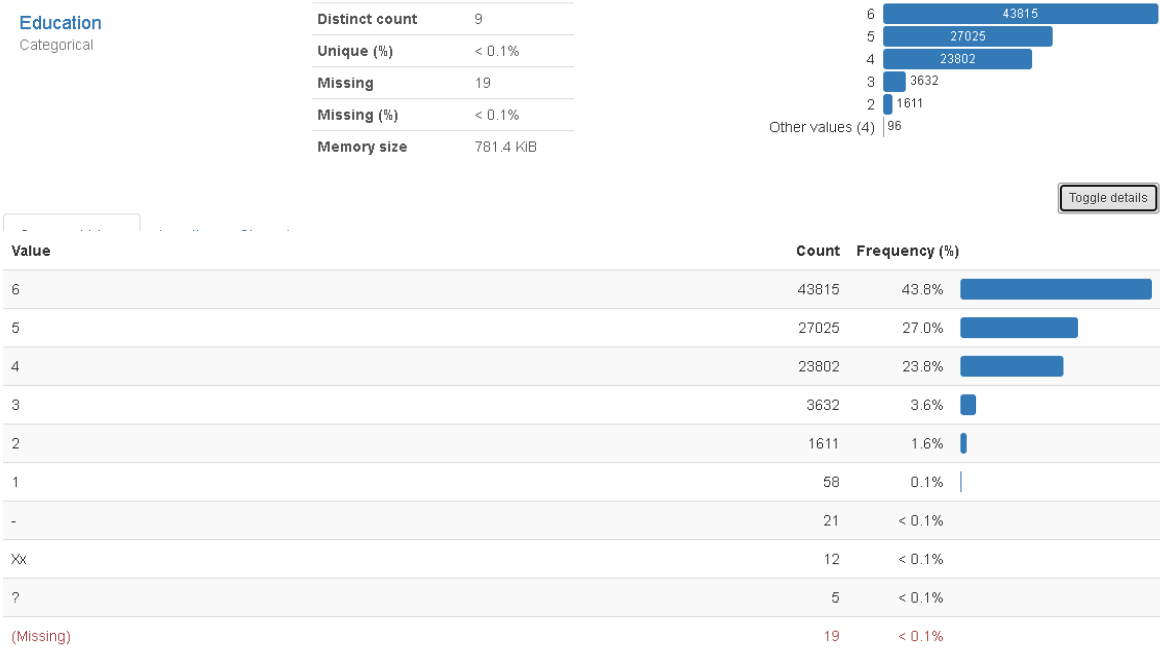 Education
Categorical
Distinct count 9
Unique (%) < 0.1%
Missing 19
Missing (%) < 0.1%
Memory size 781.4 KiB
6 43815
5 27025
4 23802
3 3632
2 1611
Other values (4) 96
Toggle details
Value Count Frequency (%)
6 43815 43.8%
5 27025 27.0%
4 23802 23.8%
3 3632 3.6%
2 1611 1.6%
1 58 0.1%
- 21 < 0.1%
Xx 12 < 0.1%
? 5 < 0.1%
(Missing) 19 < 0.1%